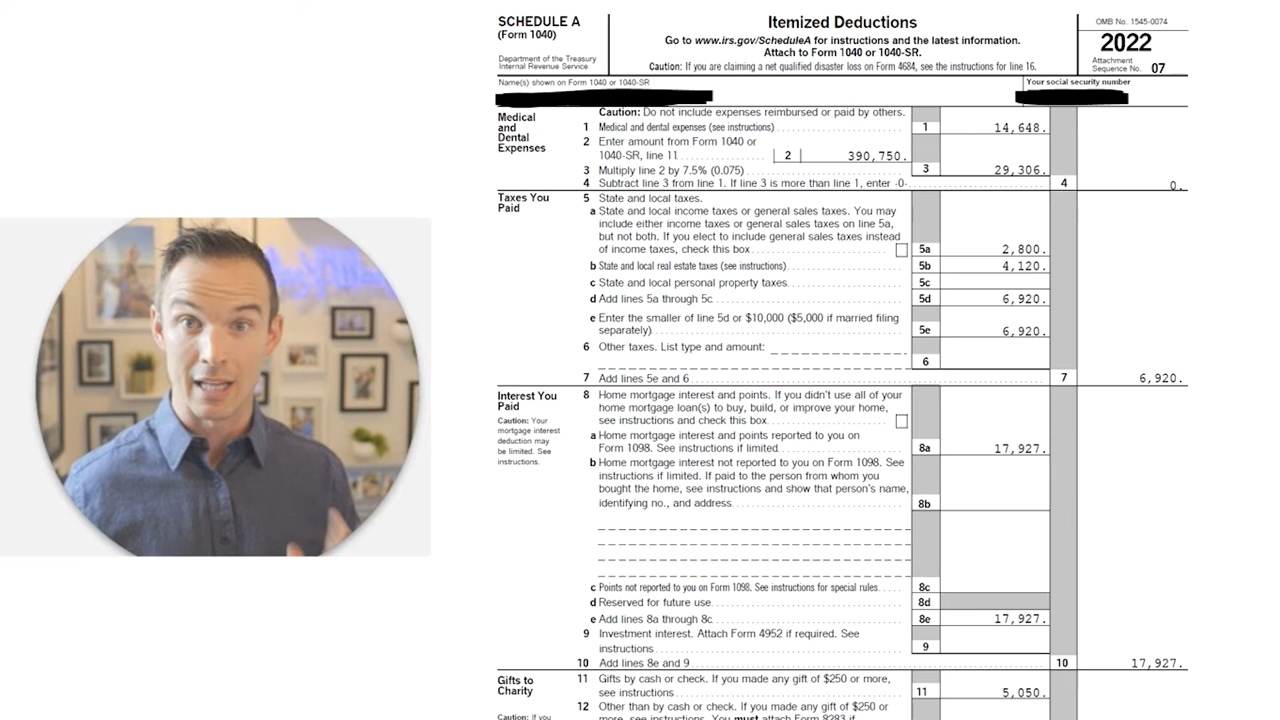 SCHEDULE A
(Form 1040)
Department of the Treasury
Internal Revenue Service
Itemized Deductions
Go to www.irs.gov/ScheduleA for instructions and the latest information.
Attach to Form 1040 or 1040-SR.
Caution: If you are claiming a net qualified disaster loss on Form 4684, see the instructions for line 16.
OMB No. 1545-0074
2022
Attachment
Sequence No. 07
Name(s) shown on Form 1040 or 1040-SR
Your social security number
Medical
and
Dental
Expenses
Caution: Do not include expenses reimbursed or paid by others.
1 Medical and dental expenses (see instructions) 1 14,648.
2 Enter amount from Form 1040 or
1040-SR, line 11 2 390,750.
3 Multiply line 2 by 7.5% (0.075) 3 29,306.
4 Subtract line 3 from line 1. If line 3 is more than line 1, enter -0- 4 0.
Taxes You
Paid
5 State and local taxes.
a State and local income taxes or general sales taxes. You may
include either income taxes or general sales taxes on line 5a,
but not both. If you elect to include general sales taxes instead
of income taxes, check this box 5a 2,800.
b State and local real estate taxes (see instructions) 5b 4,120.
c State and local personal property taxes 5c
d Add lines 5a through 5c 5d 6,920.
e Enter the smaller of line 5d or $10,000 ($5,000 if married filing
separately) 5e 6,920.
6 Other taxes. List type and amount:
6
7 Add lines 5e and 6 7 6,920.
Interest You
Paid
Caution: Your
mortgage interest
deduction may
be limited. See
instructions.
8 Home mortgage interest and points. If you didn't use all of your
home mortgage loan(s) to buy, build, or improve your home,
see instructions and check this box
a Home mortgage interest and points reported to you on
Form 1098. See instructions if limited 8a 17,927.
b Home mortgage interest not reported to you on Form 1098. See
instructions if limited. If paid to the person from whom you
bought the home, see instructions and show that person's name,
identifying no., and address 8b
c Points not reported to you on Form 1098. See instructions for special rules 8c
d Reserved for future use 8d
e Add lines 8a through 8c 8e 17,927.
9 Investment interest. Attach Form 4952 if required. See
instructions 9
10 Add lines 8e and 9 10 17,927.
Gifts to
Charity
Caution: If you
11 Gifts by cash or check. If you made any gift of $250 or more,
see instructions 11 5,050.
12 Other than by cash or check. If you made any gift of $250 or
more, see instructions. You must attach Form 8283 if